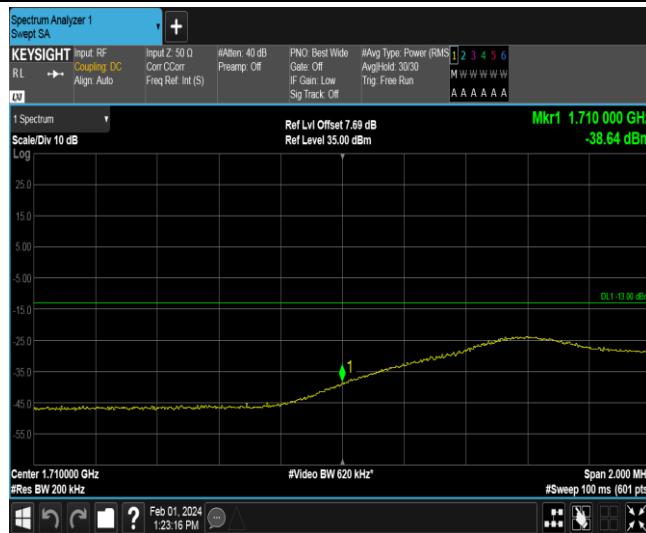 Spectrum Analyzer 1
Swept SA
+
KEYSIGHT
RL
Input: RF
Coupling: DC
Align: Auto
Input Z: 50 Ω
Corr CCorr
Freq Ref: Int (S)
#Atten: 40 dB
Preamp: Off
PNO: Best Wide
Gate: Off
IF Gain: Low
Sig Track: Off
#Avg Type: Power (RMS
Avg|Hold: 30/30
Trig: Free Run
1 2 3 4 5 6
M W W W W W
A A A A A A
1 Spectrum
Scale/Div 10 dB
Log
Ref Lvl Offset 7.69 dB
Ref Level 35.00 dBm
Mkr1 1.710 000 GHz
-38.64 dBm
25.0
15.0
5.00
-5.00
-15.0
-25.0
-35.0
-45.0
-55.0
DL1 -13.00 dBm
1
Center 1.710000 GHz
#Res BW 200 kHz
#Video BW 620 kHz*
Span 2.000 MH
#Sweep 100 ms (601 pts
?
Feb 01, 2024
1:23:16 PM